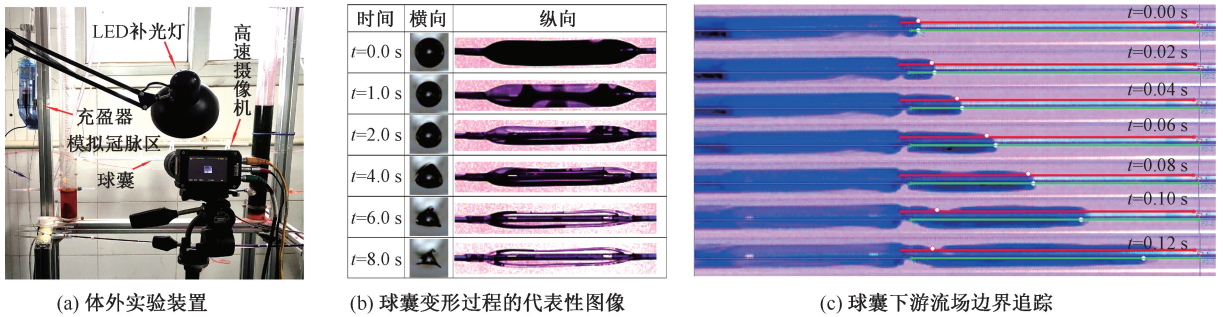 LED补光灯
高速摄像机
充盈器
模拟冠脉区
球囊
(a) 体外实验装置
时间 横向 纵向
t=0.0 s
t=1.0 s
t=2.0 s
t=4.0 s
t=6.0 s
t=8.0 s
(b) 球囊变形过程的代表性图像
t=0.00 s
t=0.02 s
t=0.04 s
t=0.06 s
t=0.08 s
t=0.10 s
t=0.12 s
(c) 球囊下游流场边界追踪